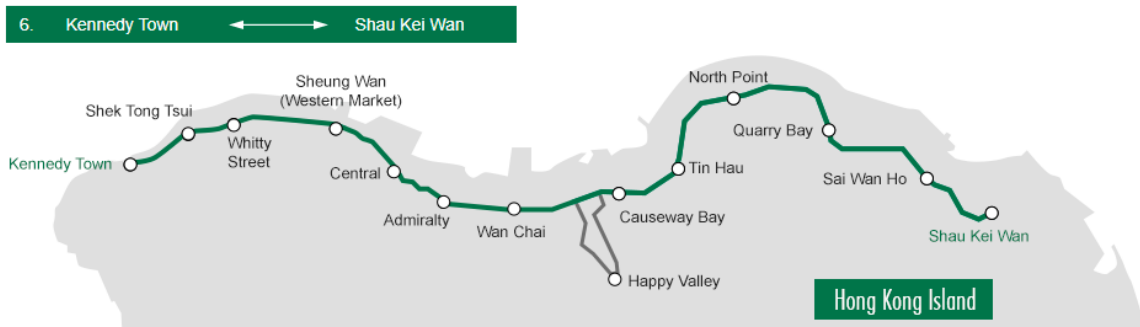 6. Kennedy Town Shau Kei Wan
Sheung Wan
(Western Market)
Shek Tong Tsui
Whitty
Street
Kennedy Town
Central
Admiralty
Wan Chai
Causeway Bay
Happy Valley
Tin Hau
North Point
Quarry Bay
Sai Wan Ho
Shau Kei Wan
Hong Kong Island